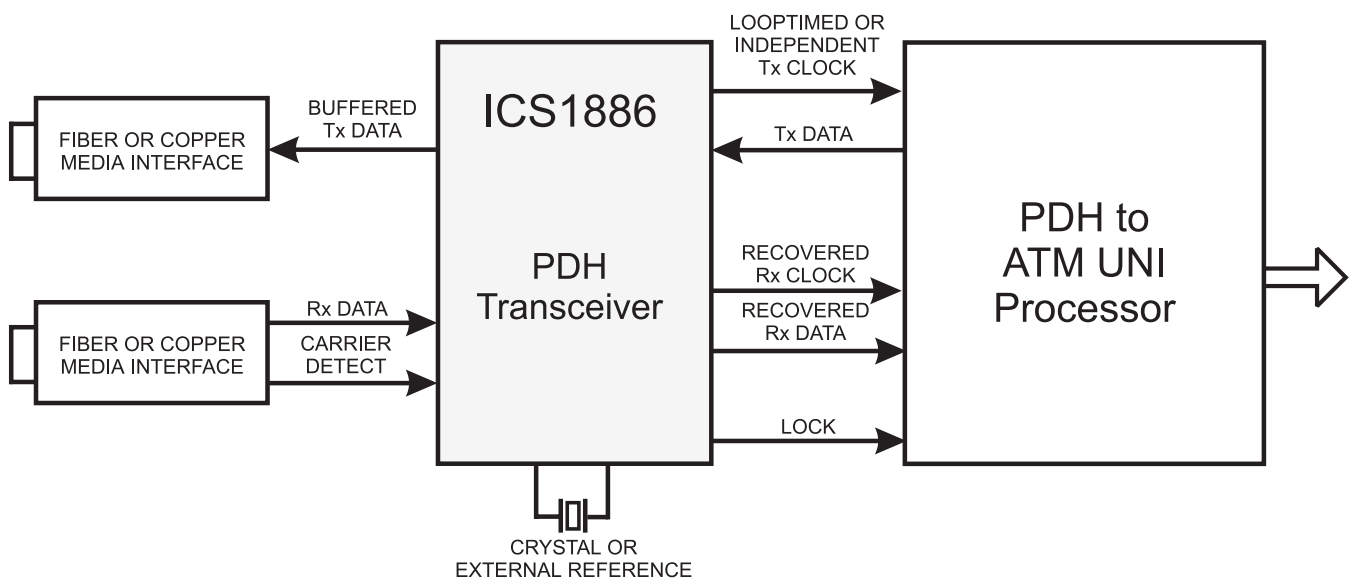 LOOPTIMED OR
INDEPENDENT
Tx CLOCK
ICS1886
BUFFERED
Tx DATA
Tx DATA
FIBER OR COPPER
MEDIA INTERFACE
PDH to
ATM UNI
Processor
PDH
Transceiver
RECOVERED
Rx CLOCK
Rx DATA
RECOVERED
Rx DATA
CARRIER
DETECT
FIBER OR COPPER
MEDIA INTERFACE
LOCK
CRYSTAL OR
EXTERNAL REFERENCE